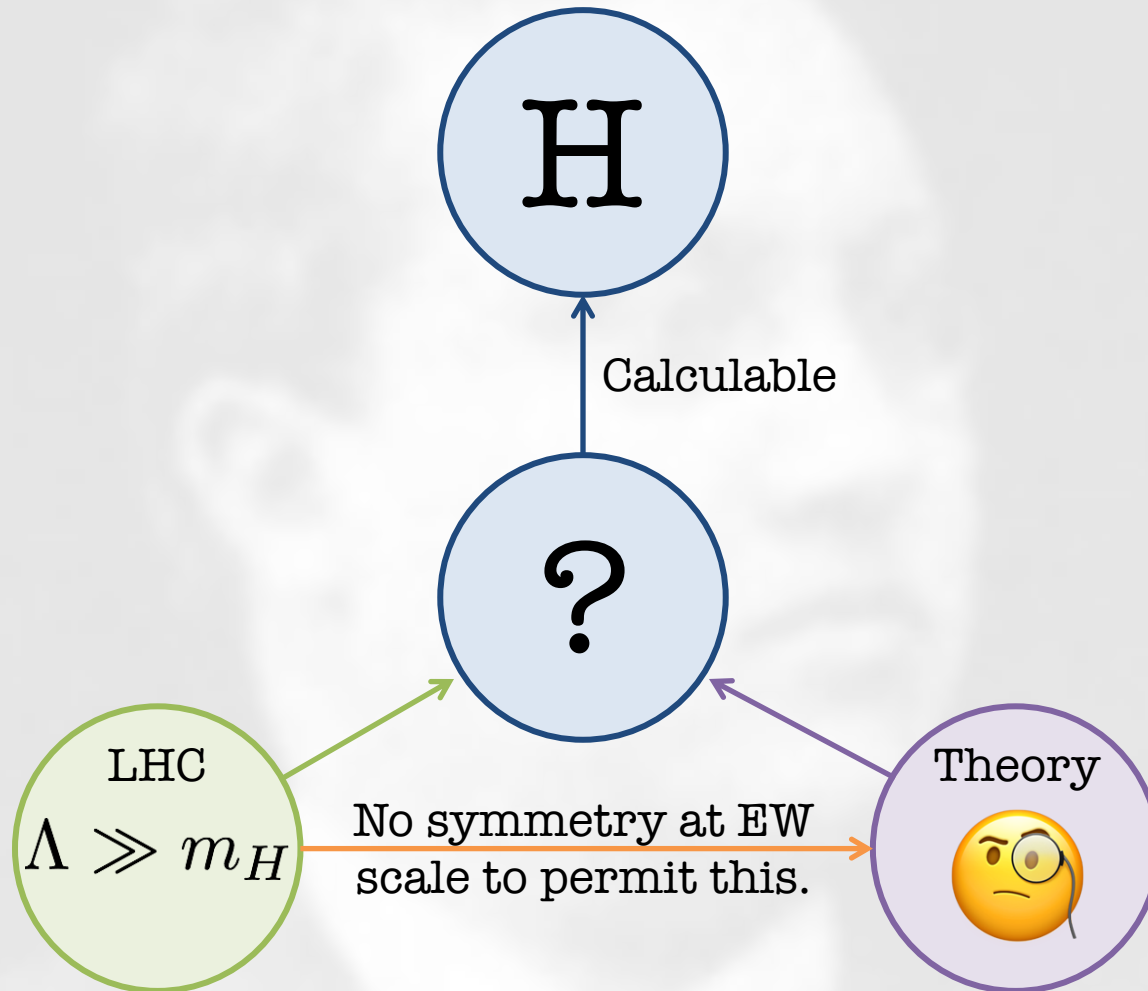 H
Calculable
?
LHC
Λ ≫ m_H
No symmetry at EW
scale to permit this.
Theory